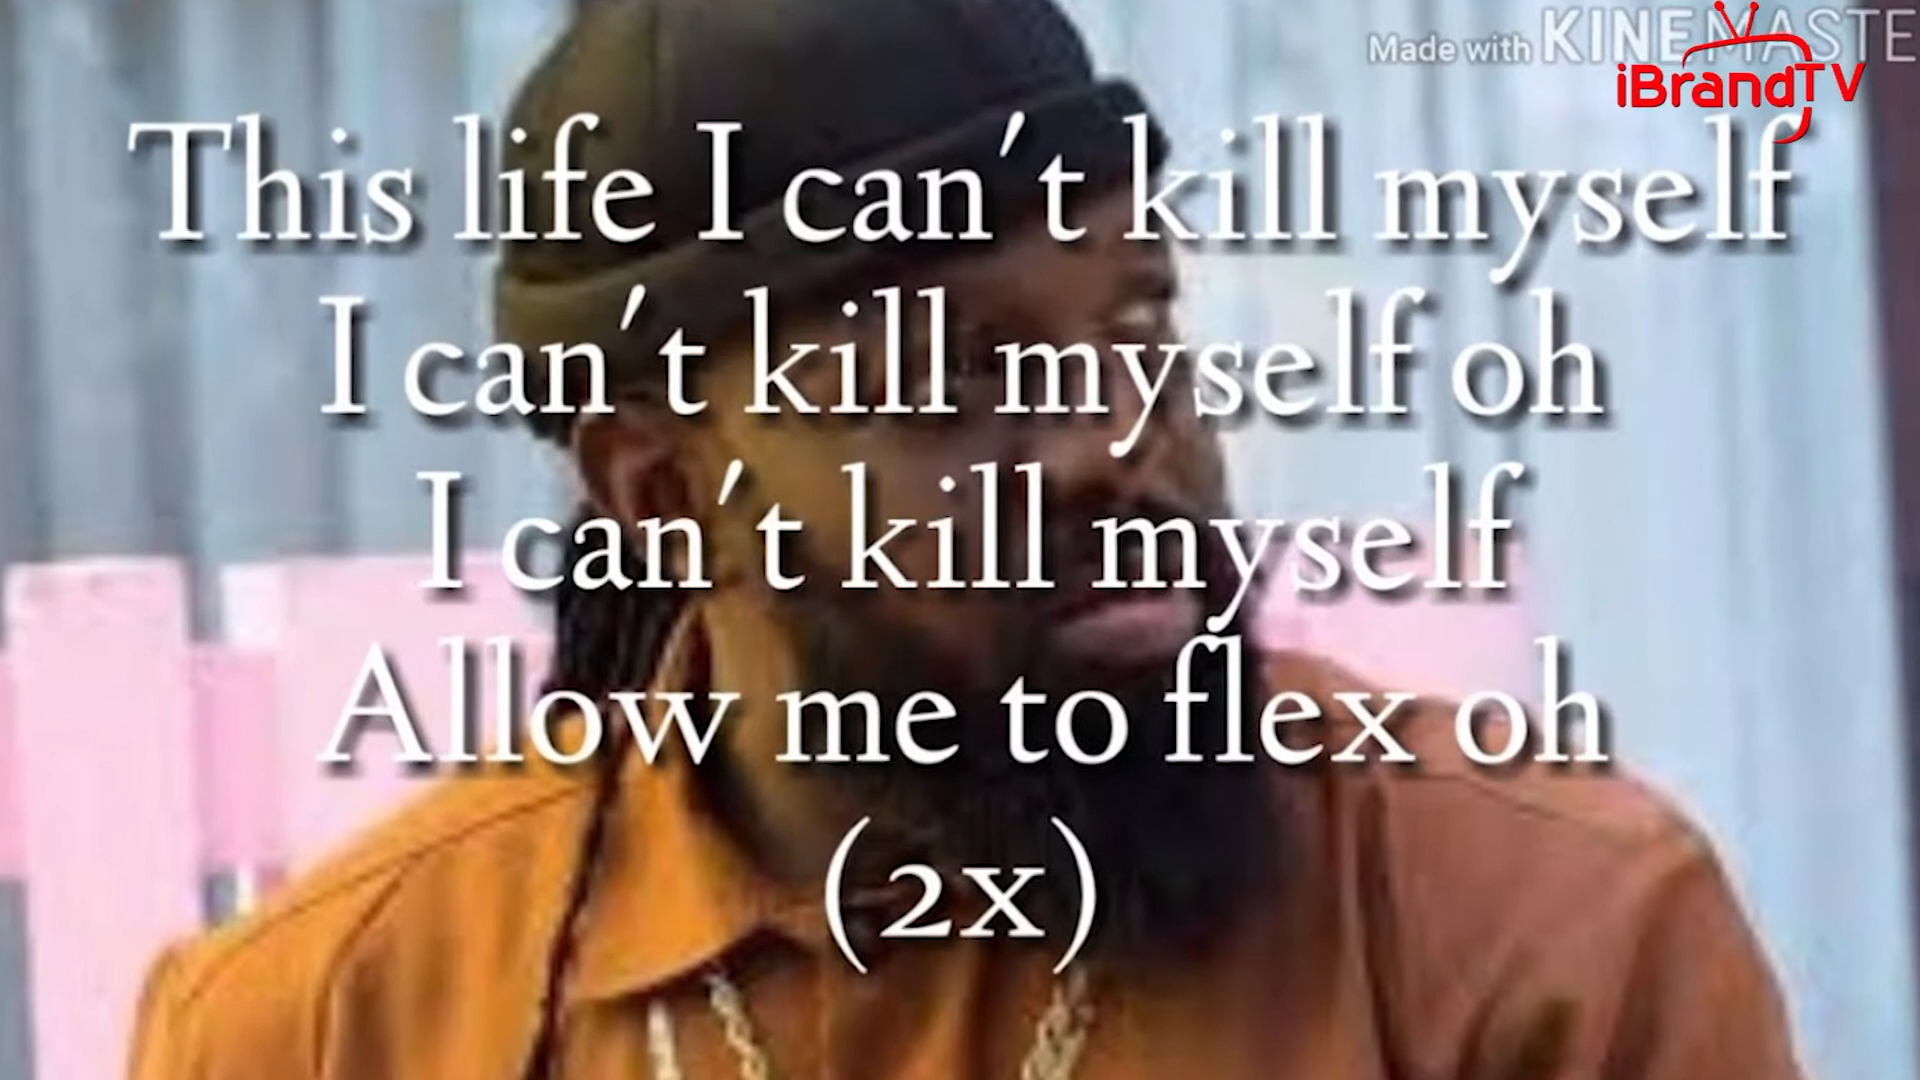 Made with KINEMASTE
iBrandTV
This life I can't kill myself
I can't kill myself oh
I can't kill myself
Allow me to flex oh
(2x)